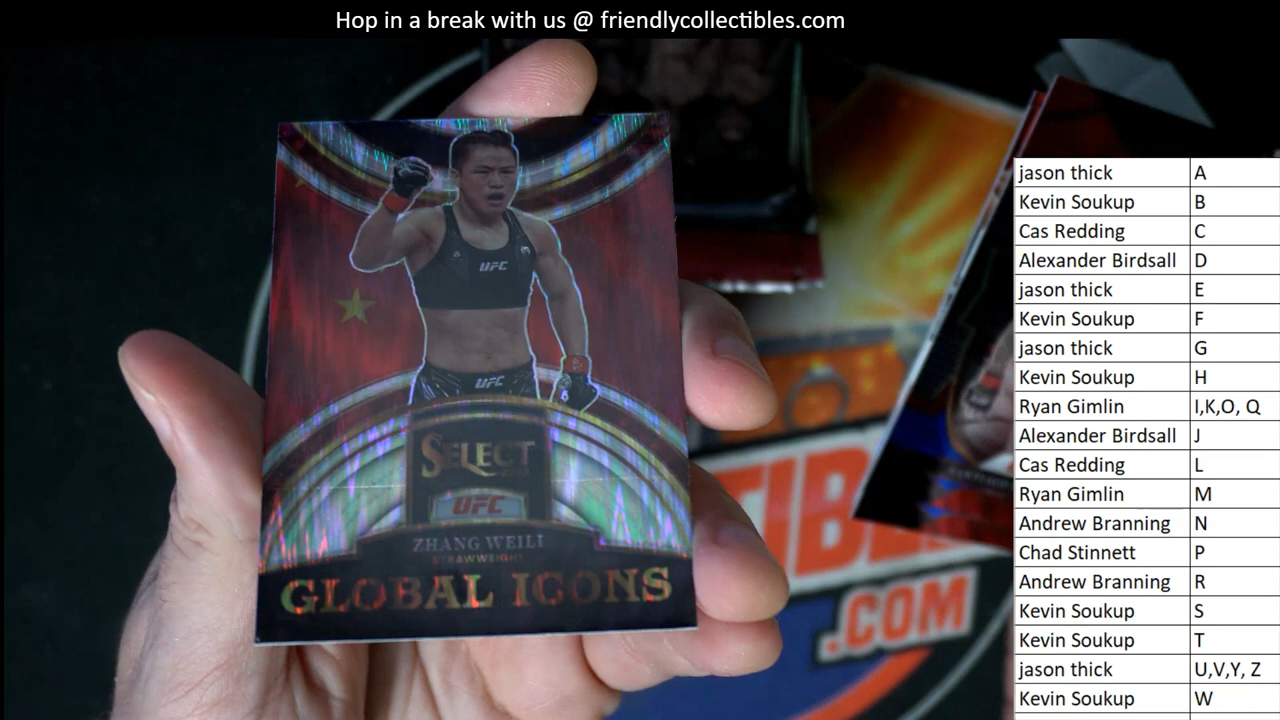 Hop in a break with us @ friendlycollectibles.com
UFC
UFC
SELECT
UFC
ZHANG WEILI
STRAWWEIGHT
GLOBAL ICONS
.COM
jason thick A
Kevin Soukup B
Cas Redding C
Alexander Birdsall D
jason thick E
Kevin Soukup F
jason thick G
Kevin Soukup H
Ryan Gimlin I,K,O, Q
Alexander Birdsall J
Cas Redding L
Ryan Gimlin M
Andrew Branning N
Chad Stinnett P
Andrew Branning R
Kevin Soukup S
Kevin Soukup T
jason thick U,V,Y, Z
Kevin Soukup W